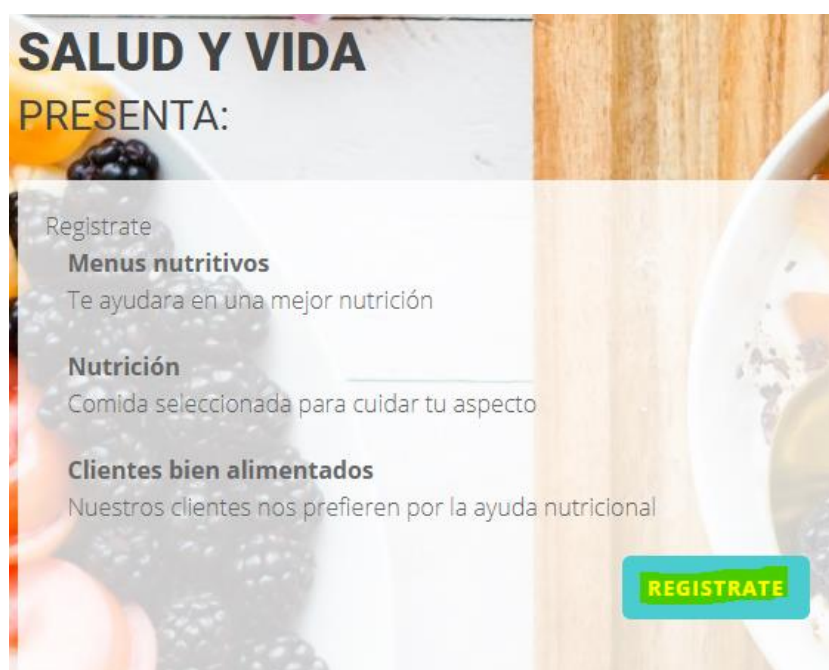 SALUD Y VIDA
PRESENTA:
Registrate
Menus nutritivos
Te ayudara en una mejor nutrición
Nutrición
Comida seleccionada para cuidar tu aspecto
Clientes bien alimentados
Nuestros clientes nos prefieren por la ayuda nutricional
REGISTRATE